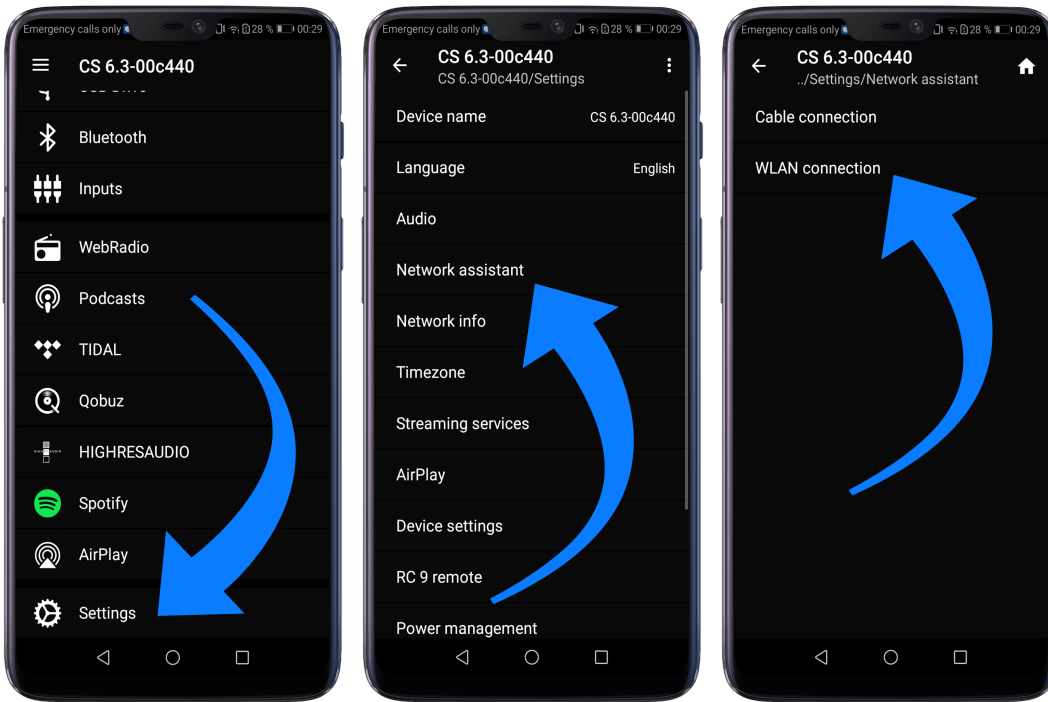 Emergency calls only 28 % 00:29
CS 6.3-00c440
Bluetooth
Inputs
WebRadio
Podcasts
TIDAL
Qobuz
HIGHRESAUDIO
Spotify
AirPlay
Settings
Emergency calls only 28 % 00:29
CS 6.3-00c440
CS 6.3-00c440/Settings
Device name CS 6.3-00c440
Language English
Audio
Network assistant
Network info
Timezone
Streaming services
AirPlay
Device settings
RC 9 remote
Power management
Emergency calls only 28 % 00:29
CS 6.3-00c440
../Settings/Network assistant
Cable connection
WLAN connection